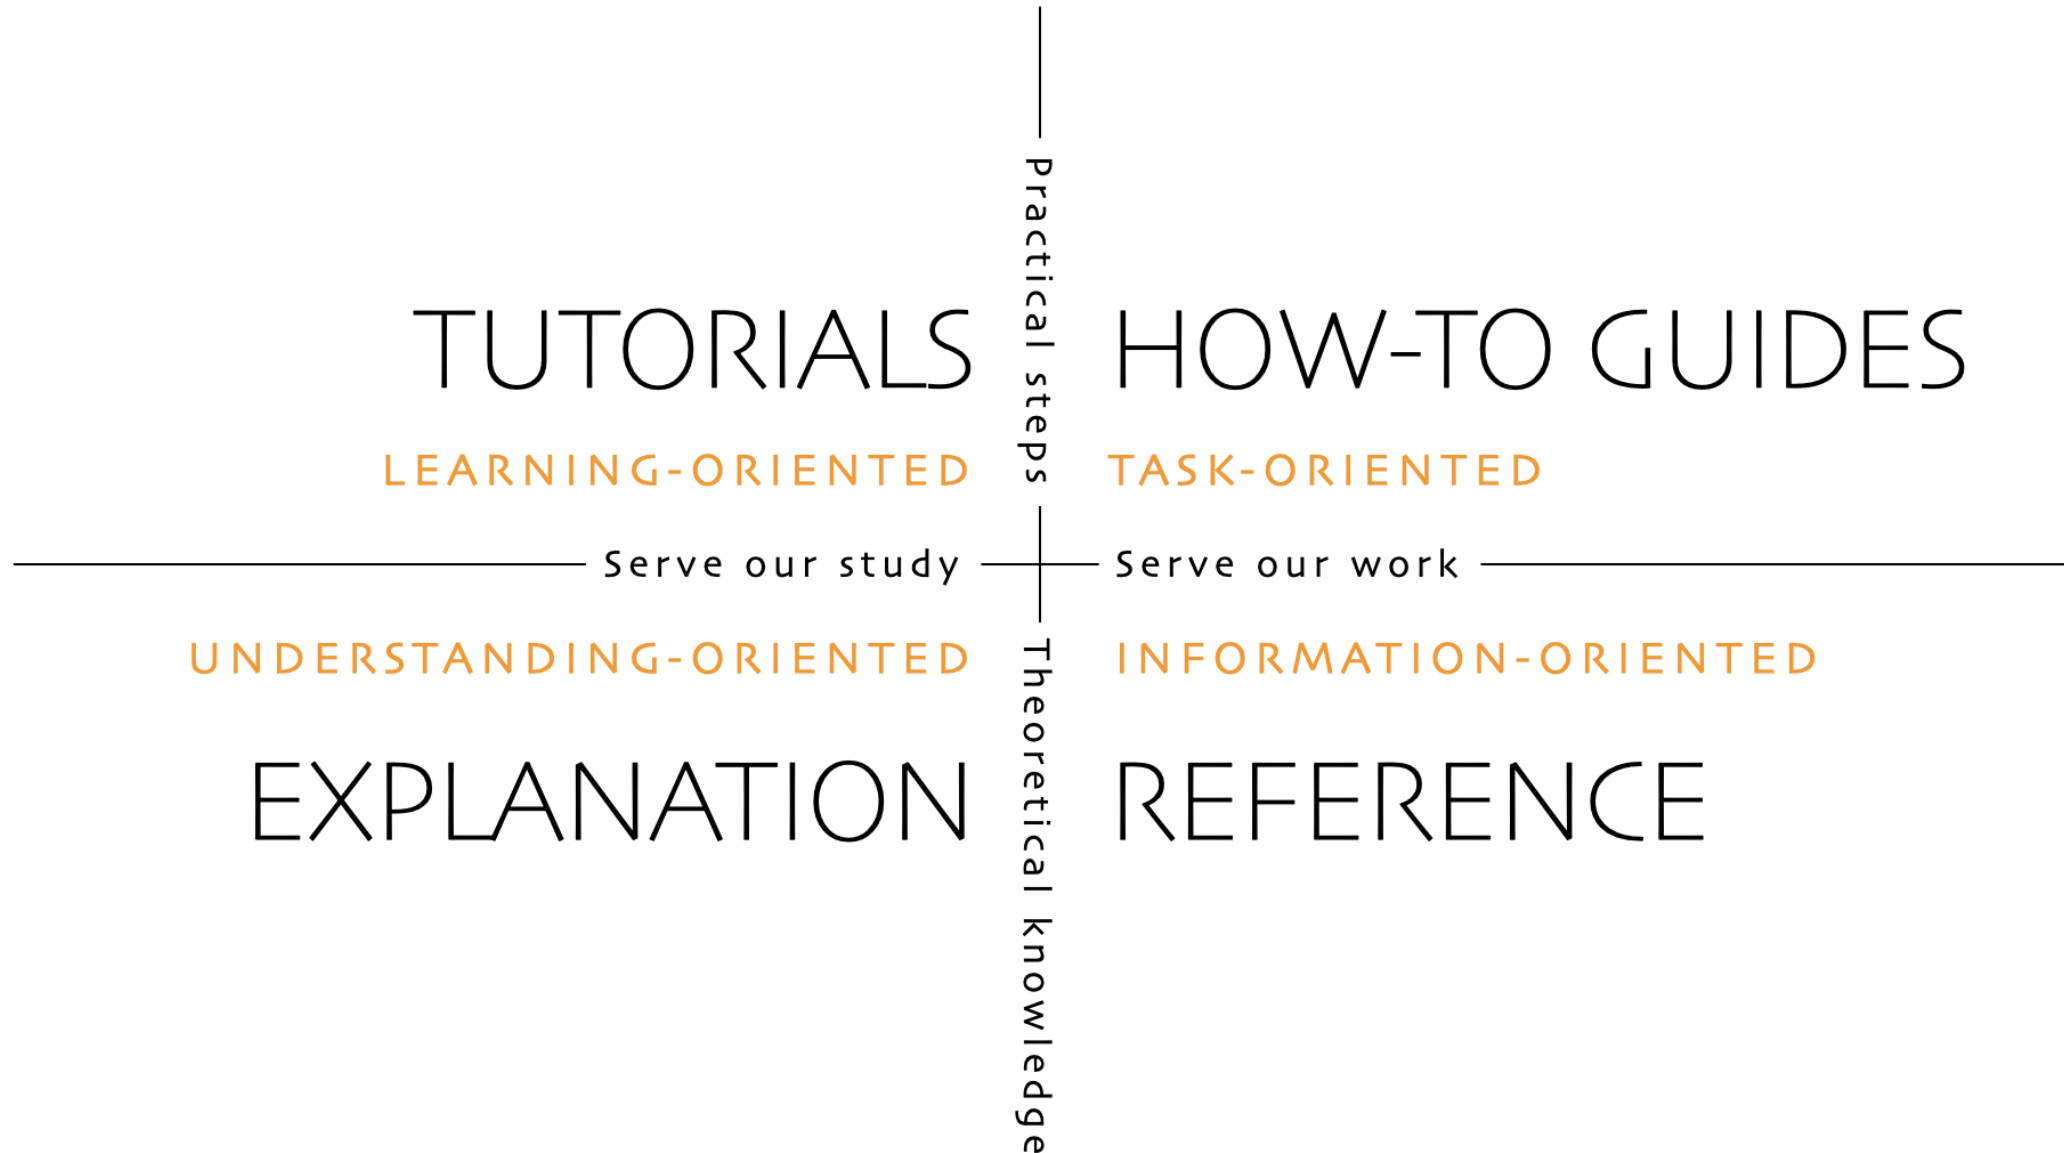 Practical steps
TUTORIALS
HOW-TO GUIDES
LEARNING-ORIENTED
TASK-ORIENTED
Serve our study
Serve our work
UNDERSTANDING-ORIENTED
INFORMATION-ORIENTED
Theoretical knowledge
EXPLANATION
REFERENCE